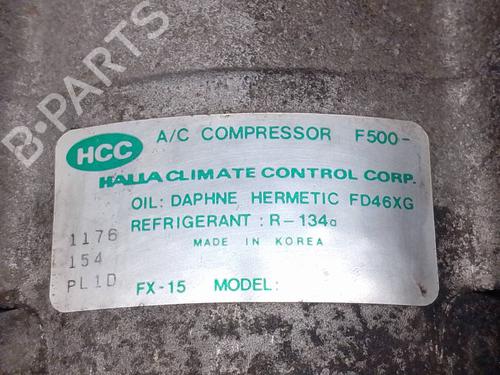 B-PARTS
HCC
A/C COMPRESSOR F500-
HALLA CLIMATE CONTROL CORP.
OIL: DAPHNE HERMETIC FD46XG
REFRIGERANT : R-134a
MADE IN KOREA
1176
154
PL1D
FX-15 MODEL: